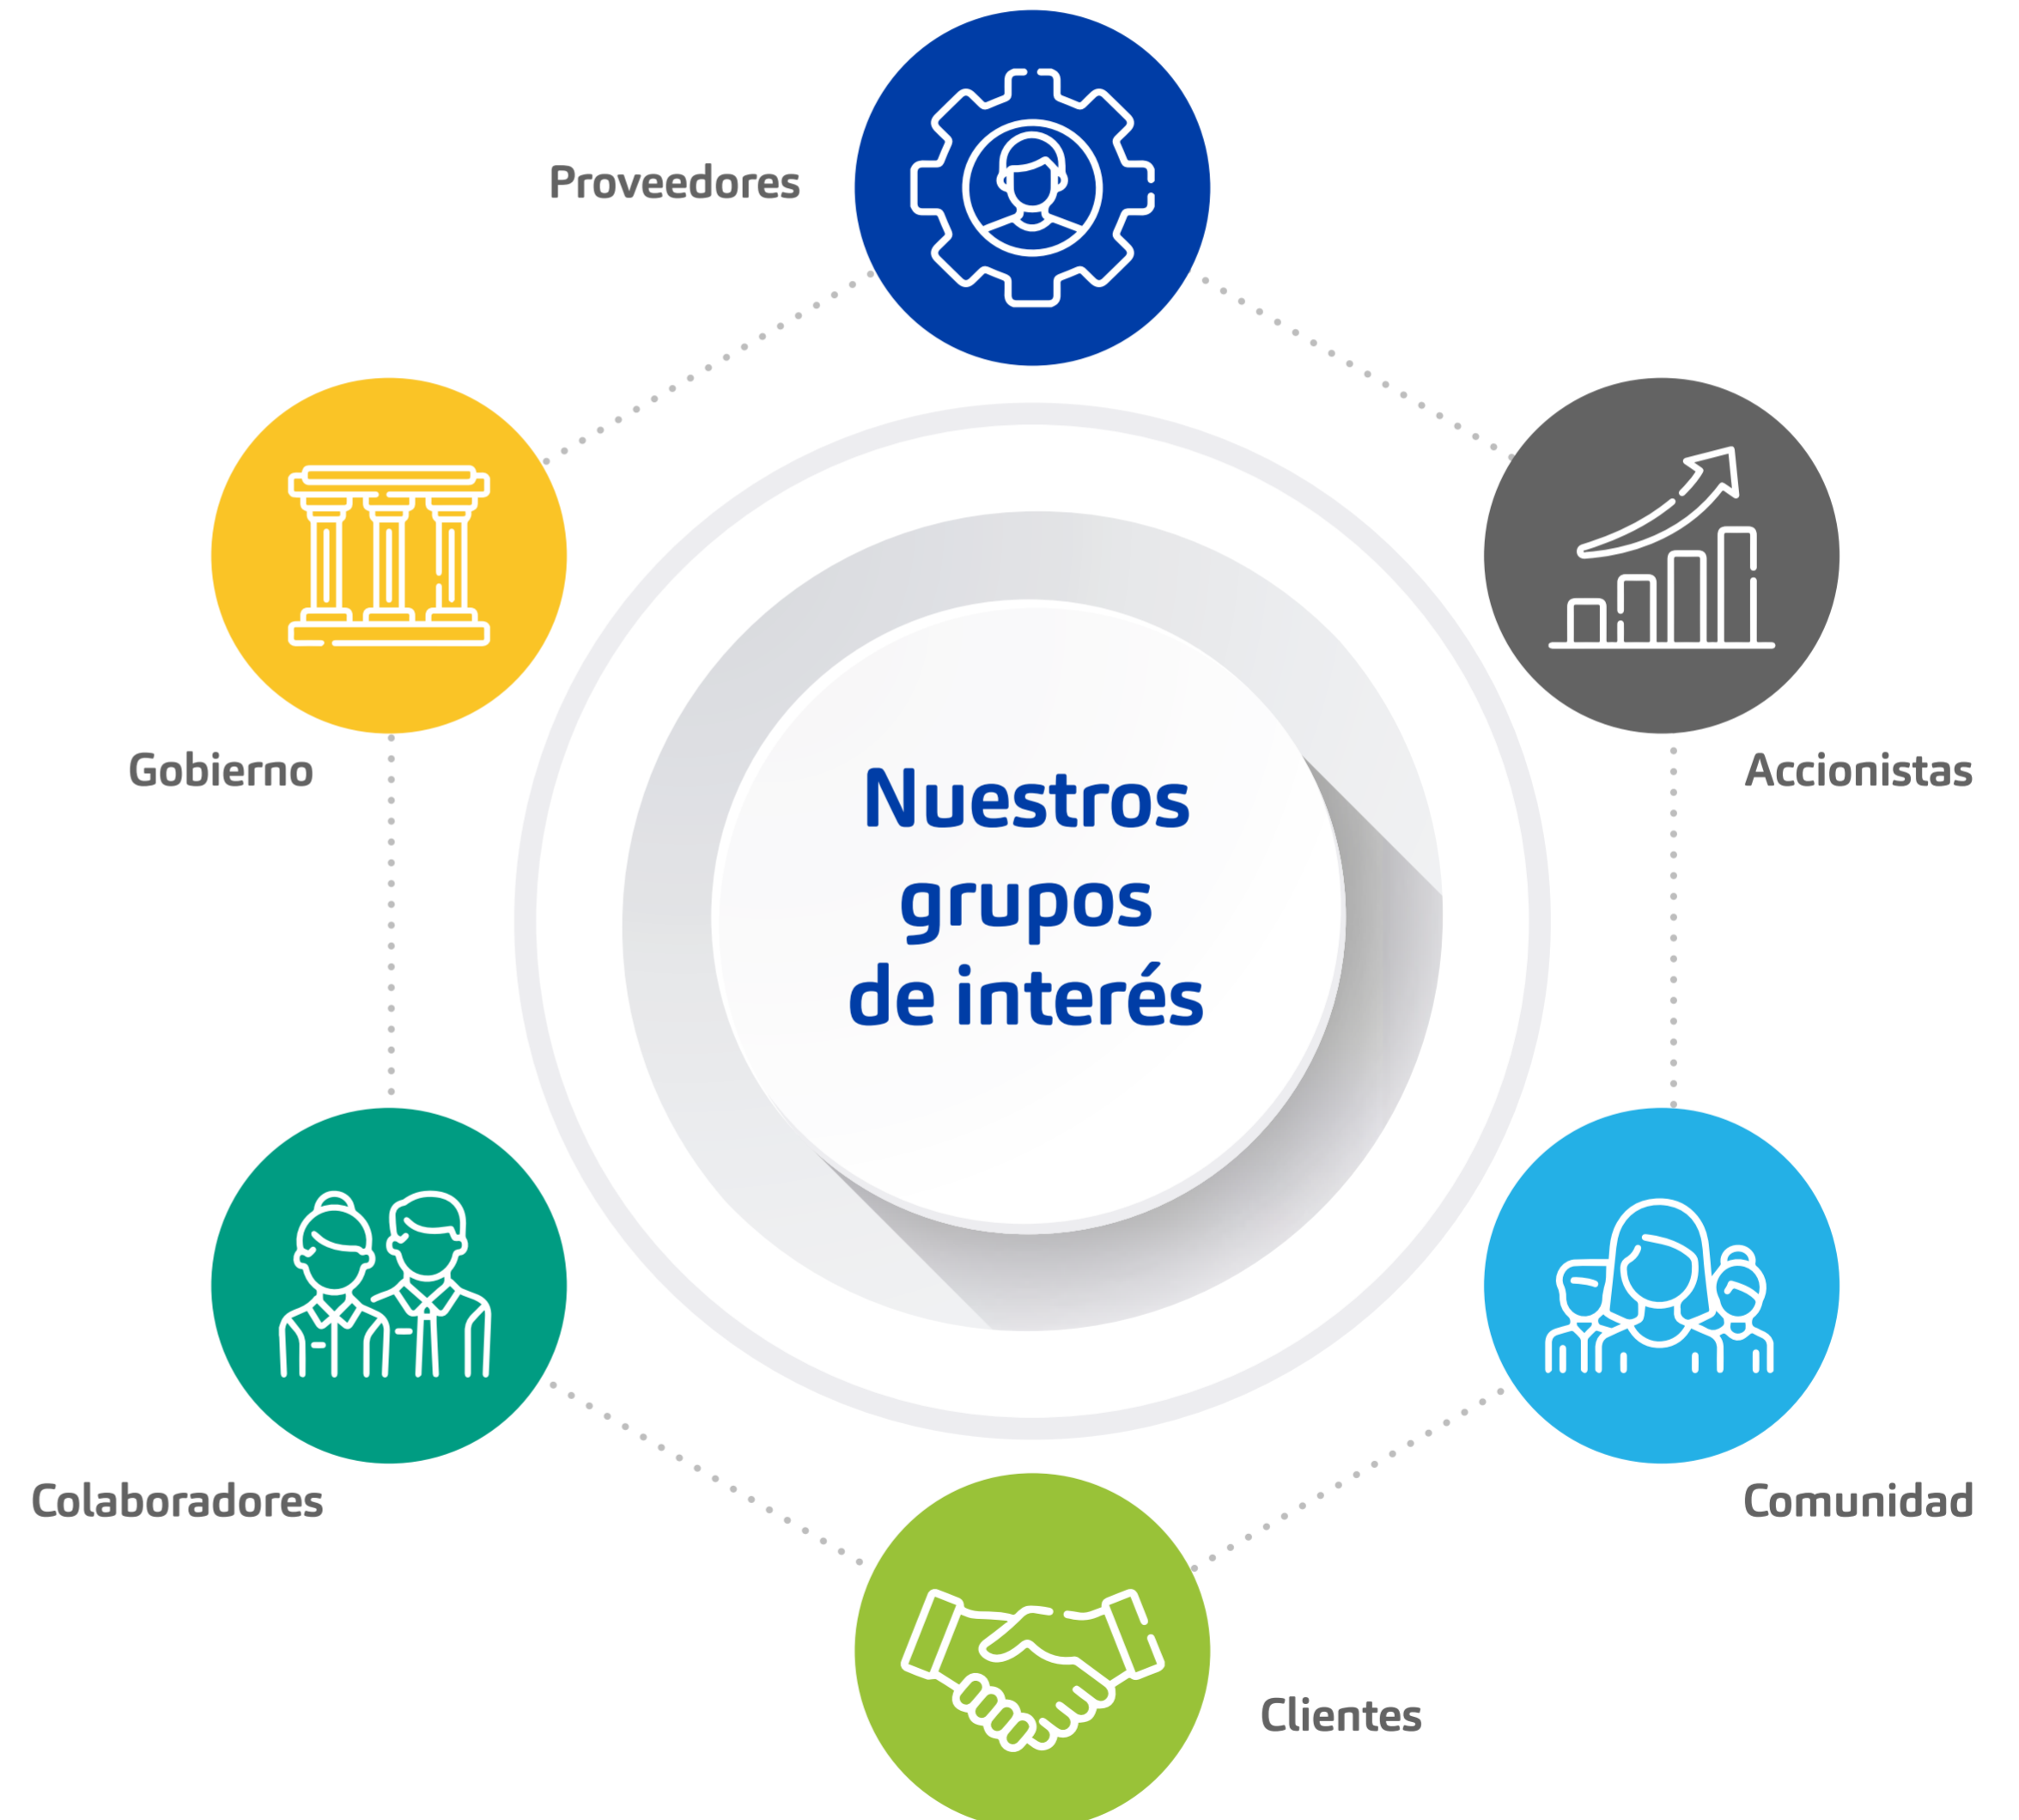 Proveedores
Gobierno
Accionistas
Nuestros
grupos
de interés
Colaboradores
Comunidad
Clientes